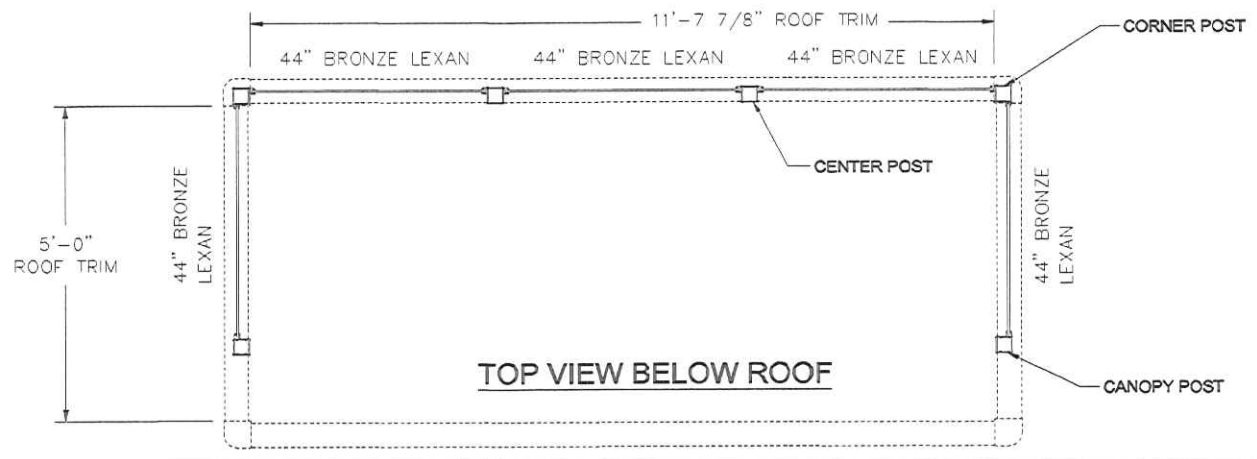 11'-7 7/8" ROOF TRIM
CORNER POST
44" BRONZE LEXAN
44" BRONZE LEXAN
44" BRONZE LEXAN
CENTER POST
5'-0"
ROOF TRIM
44" BRONZE
LEXAN
44" BRONZE
LEXAN
TOP VIEW BELOW ROOF
CANOPY POST